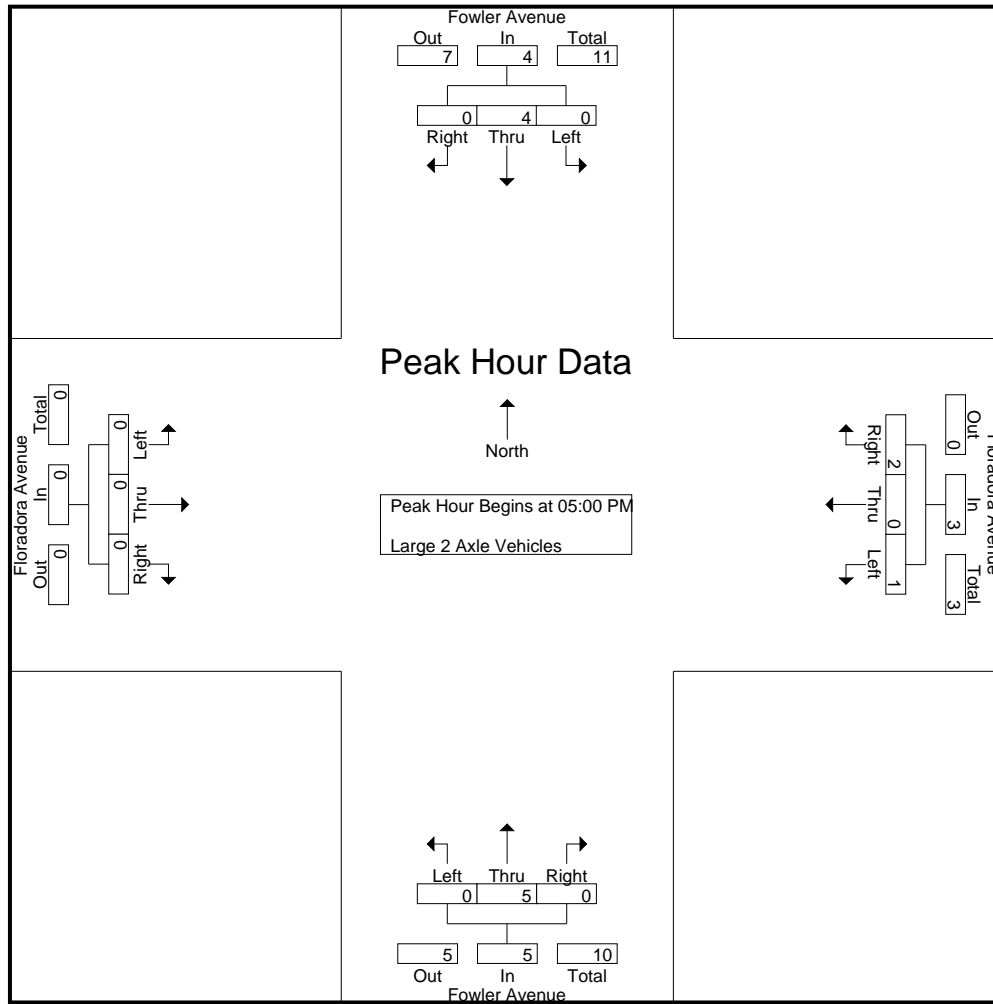 Fowler Avenue
Out In Total
7 4 11
0 4 0
Right Thru Left
Peak Hour Data
North
Peak Hour Begins at 05:00 PM
Large 2 Axle Vehicles
Floradora Avenue
Total In Out
0 0 0
0 0 0
Left Thru Right
Floradora Avenue
Out In Total
0 3 3
2 0 1
Right Thru Left
Left Thru Right
0 5 0
5 5 10
Out In Total
Fowler Avenue